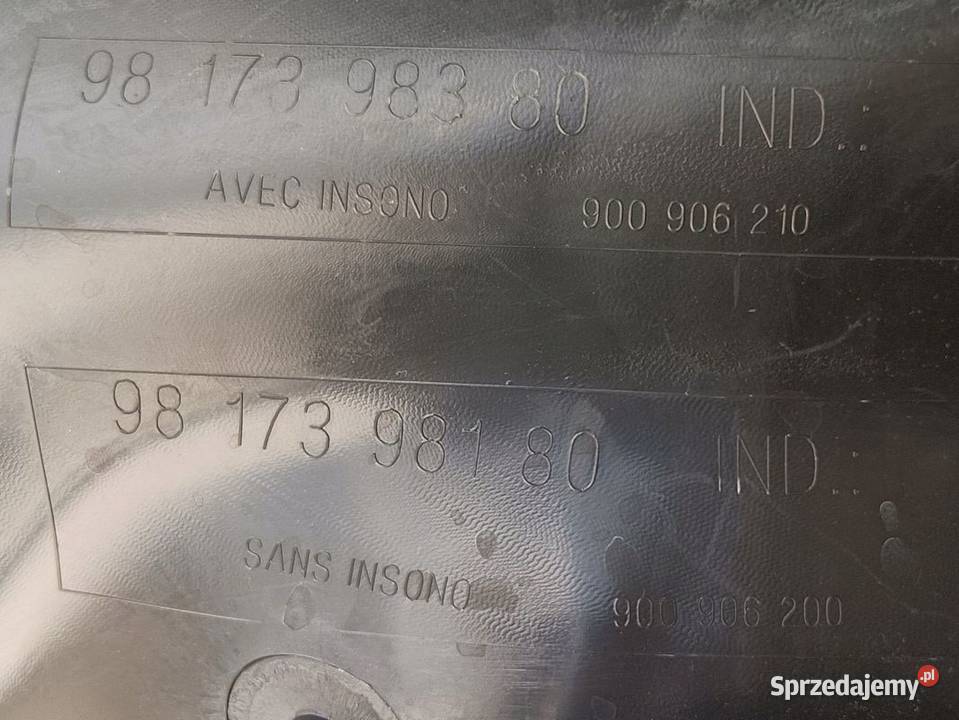 98 173 983 80 IND.:
AVEC INSONO 900 906 210
98 173 981 80 IND.:
SANS INSONO 900 906 200
Sprzedajemy.pl